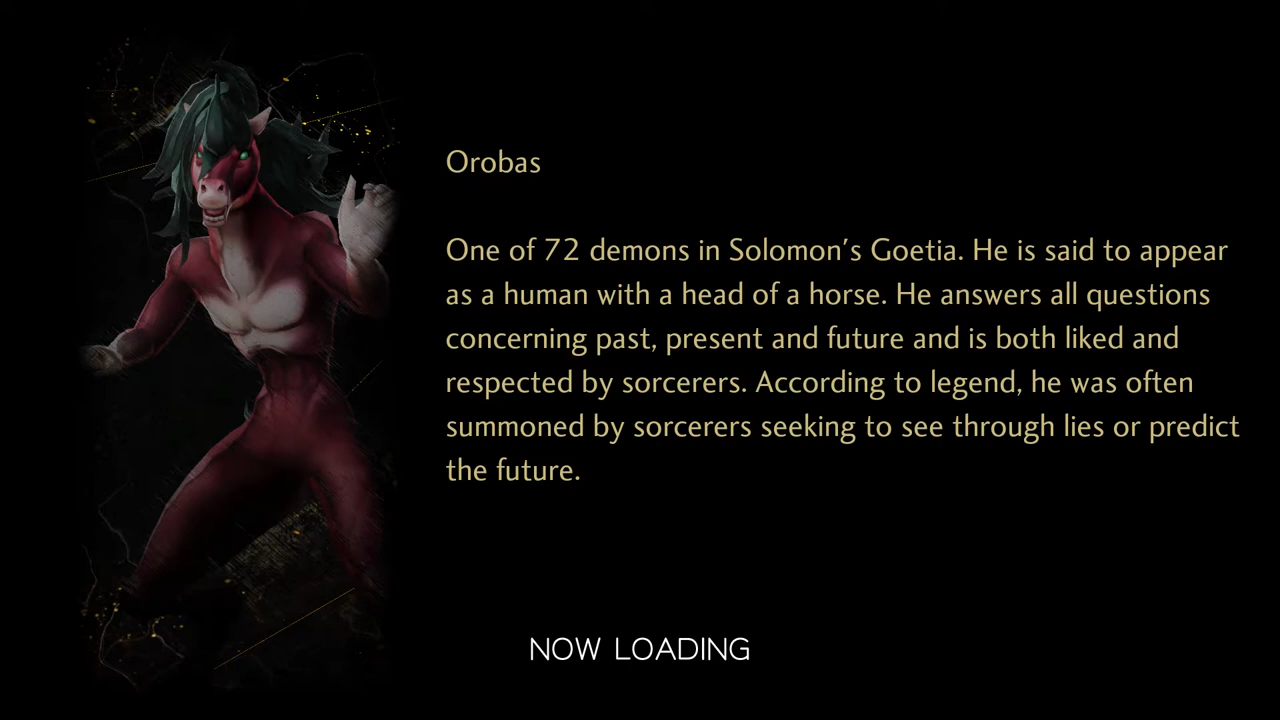 Orobas
One of 72 demons in Solomon's Goetia. He is said to appear
as a human with a head of a horse. He answers all questions
concerning past, present and future and is both liked and
respected by sorcerers. According to legend, he was often
summoned by sorcerers seeking to see through lies or predict
the future.
NOW LOADING